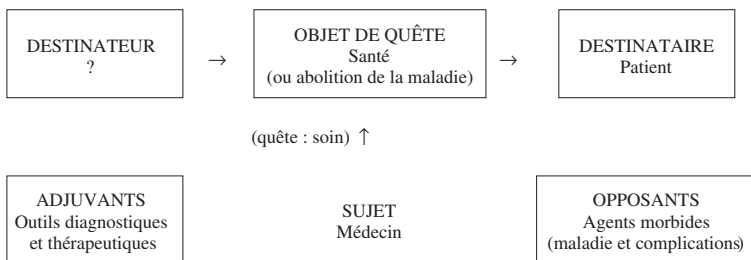 DESTINATEUR
?
→
OBJET DE QUÊTE
Santé
(ou abolition de la maladie)
→
DESTINATAIRE
Patient
(quête : soin) ↑
ADJUVANTS
Outils diagnostiques
et thérapeutiques
SUJET
Médecin
OPPOSANTS
Agents morbides
(maladie et complications)